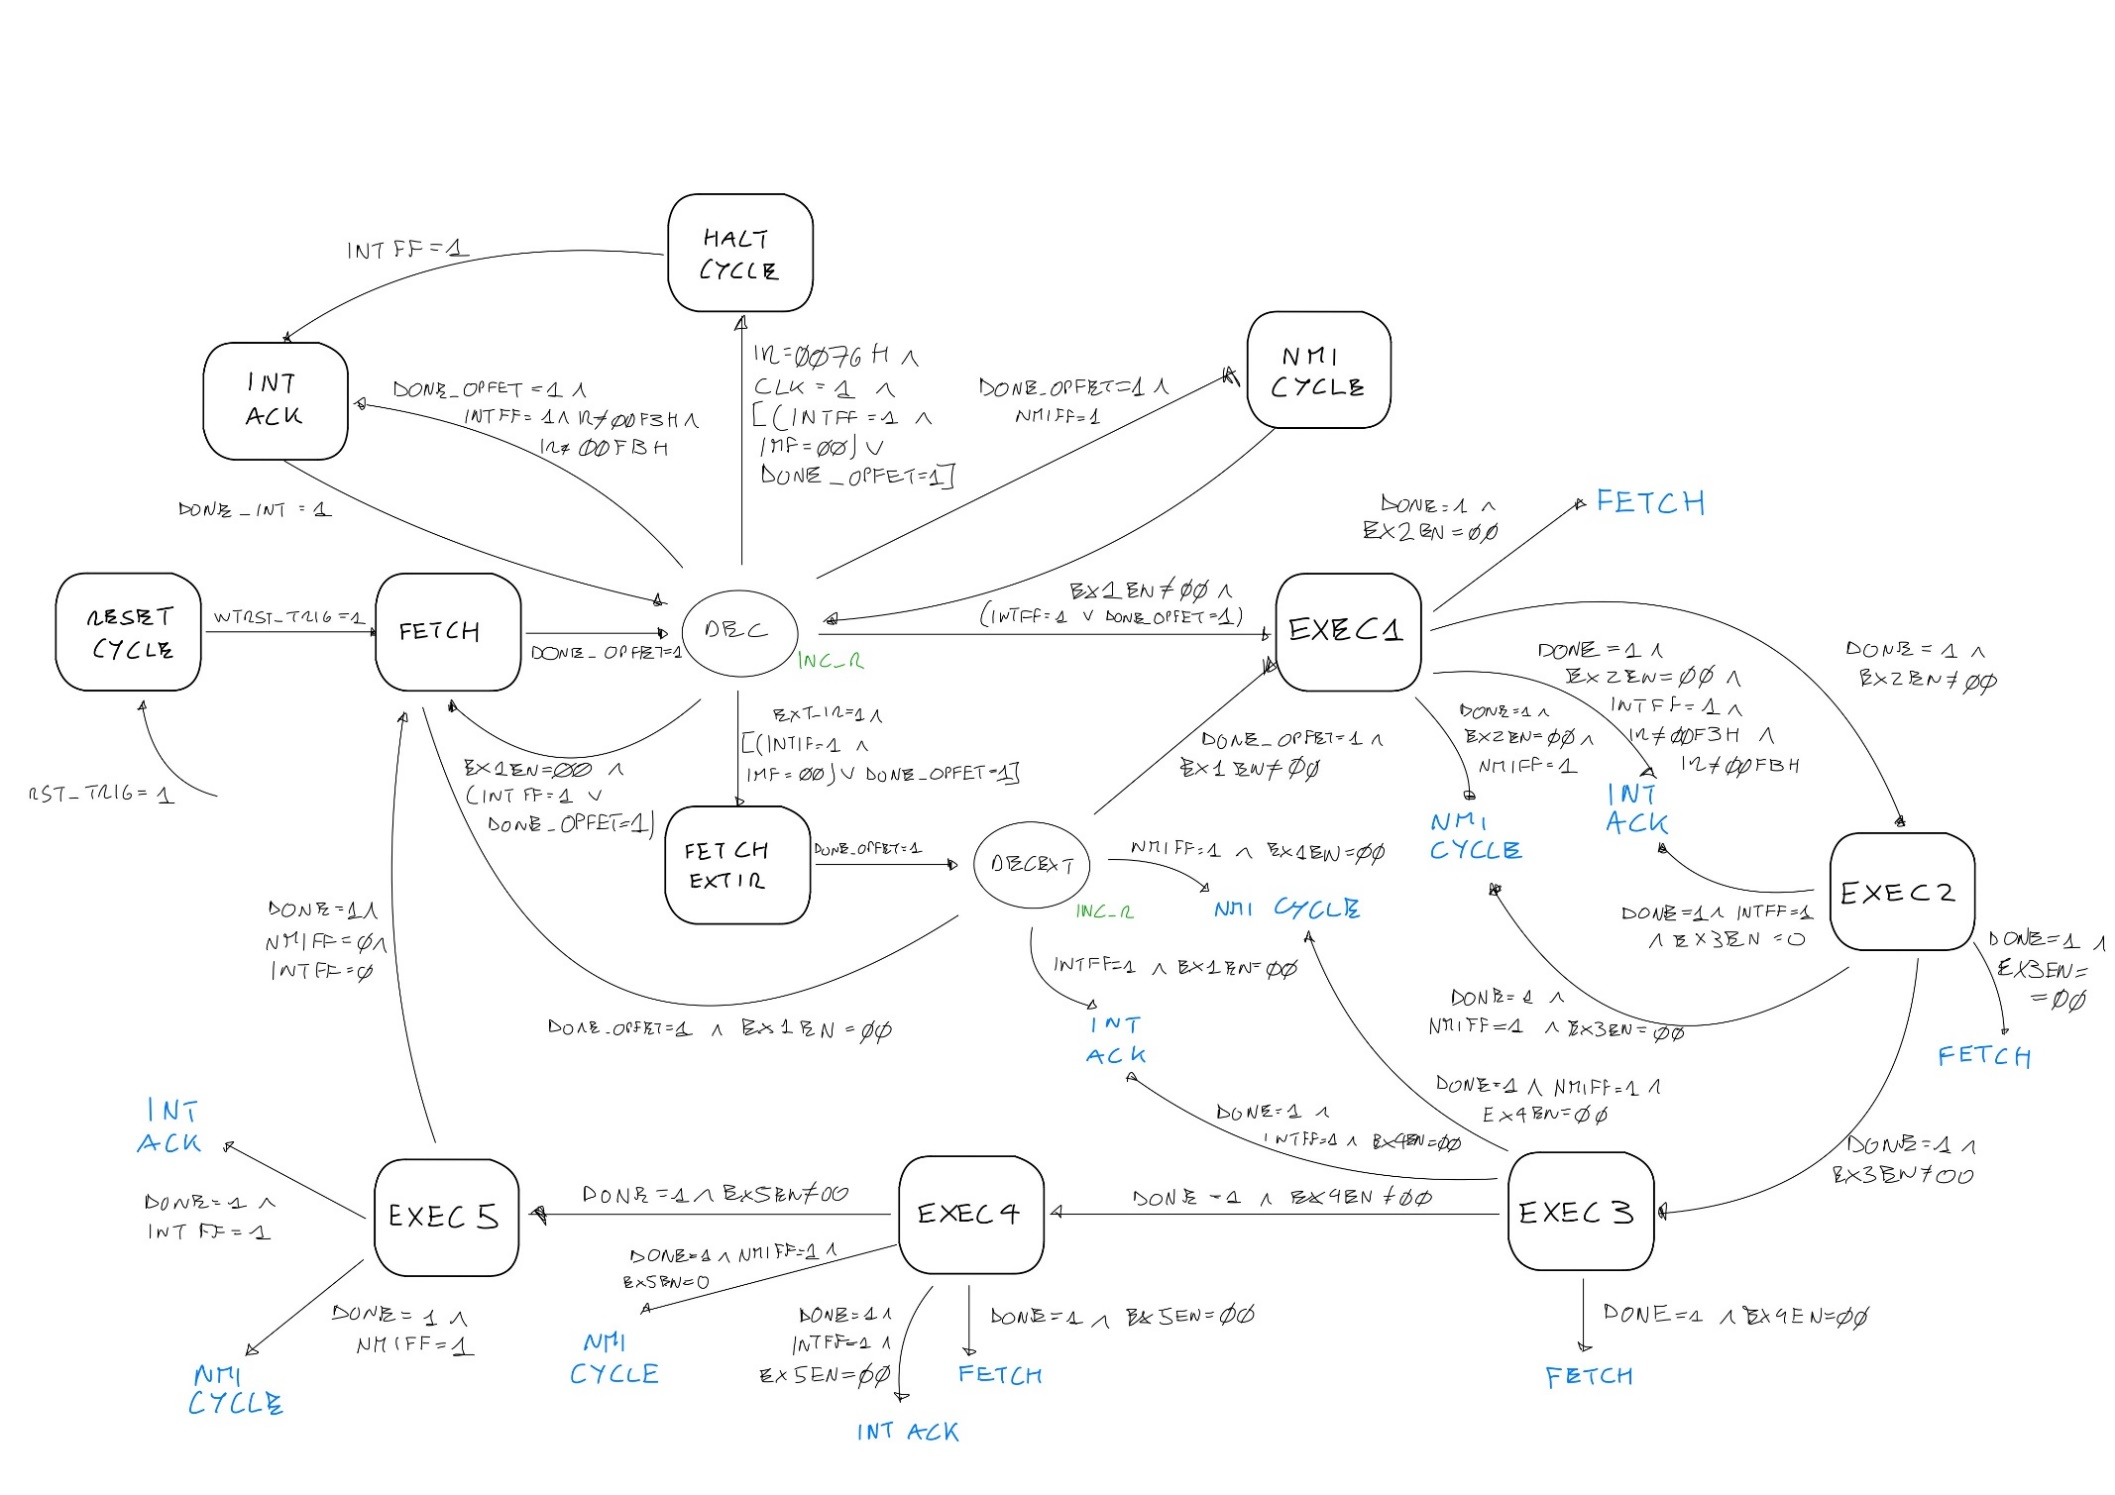 HALT
CYCLE
INTFF=1
INT
ACK
DONE_OPFET=1 ∧
INTFF=1∧ IR≠00F3H ∧
IR≠ 00FBH
IR=0076H ∧
CLK=1 ∧
[(INTFF=1 ∧
IMF=00) ∨
DONE_OPFET=1]
DONE_OPFET=1 ∧
NMIFF=1
NMI
CYCLE
DONE_INT=1
RESET
CYCLE
WTRST_TRIG=1
FETCH
DONE_OPFET=1
DEC
INC_R
EX1EN≠00 ∧
(INTFF=1 ∨ DONE_OPFET=1)
EXEC1
DONE=1 ∧
EX2EN=00
FETCH
DONE=1 ∧
EX2EN≠00
DONE=1 ∧
EX2EN=00 ∧
INTFF=1 ∧
IR≠00F3H ∧
IR≠00FBH
INT
ACK
DONE=1∧
EX2EN=00 ∧
NMIFF=1
NMI
CYCLE
RST_TRIG=1
EX1EN=00 ∧
(INTFF=1 ∨
DONE_OPFET=1)
EXT_IR=1∧
[(INTIF=1 ∧
IMF=00)∨ DONE_OPFET=1]
DONE_OPFET=1 ∧
EX1EN≠00
FETCH
EXTIR
DONE_OPFET=1
DECEXT
INC_R
NMIFF=1 ∧ EX1EN=00
NMI CYCLE
INTFF=1 ∧ EX1EN=00
INT
ACK
EXEC2
DONE=1∧ INTFF=1
∧ EX3EN=0
DONE=1 ∧
EX3EN=
=00
FETCH
DONE=1 ∧
NMIFF=1 ∧ EX3EN=00
DONE=1∧
NMIFF=0∧
INTFF=0
DONE_OPFET=1 ∧ EX1EN=00
DONE=1 ∧ NMIFF=1 ∧
EX4EN=00
DONE=1 ∧
INTFF=1 ∧ EX4EN=00
DONE=1 ∧
EX3EN≠00
INT
ACK
DONE=1 ∧
INTFF=1
EXEC5
DONE=1∧EX5EN≠00
EXEC4
DONE=1 ∧ EX4EN≠00
EXEC3
DONE=1 ∧
NMIFF=1
NMI
CYCLE
DONE=1∧NMIFF=1∧
EX5EN=0
NMI
CYCLE
DONE=1∧
INTFF=1 ∧
EX5EN=00
INT ACK
DONE=1 ∧ EX5EN=00
FETCH
DONE=1 ∧EX4EN=00
FETCH